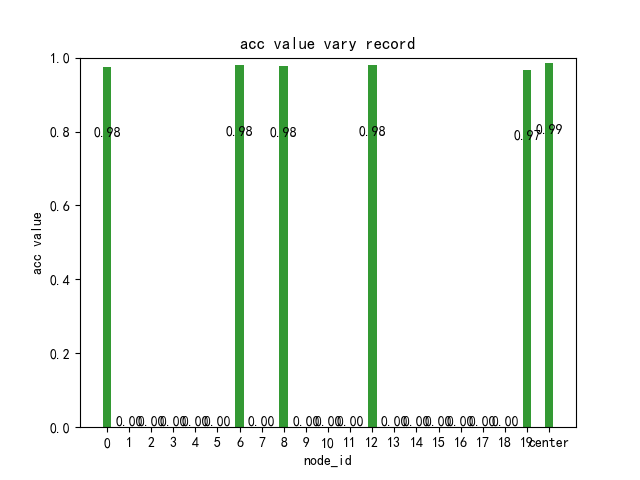 acc value vary record
acc value
1.0
0.8
0.6
0.4
0.2
0.0
0.98 0.00 0.00 0.00 0.00 0.00 0.98 0.00 0.98 0.00 0.00 0.00 0.98 0.00 0.00 0.00 0.00 0.00 0.00 0.97 0.99
0 1 2 3 4 5 6 7 8 9 10 11 12 13 14 15 16 17 18 19 center
node_id